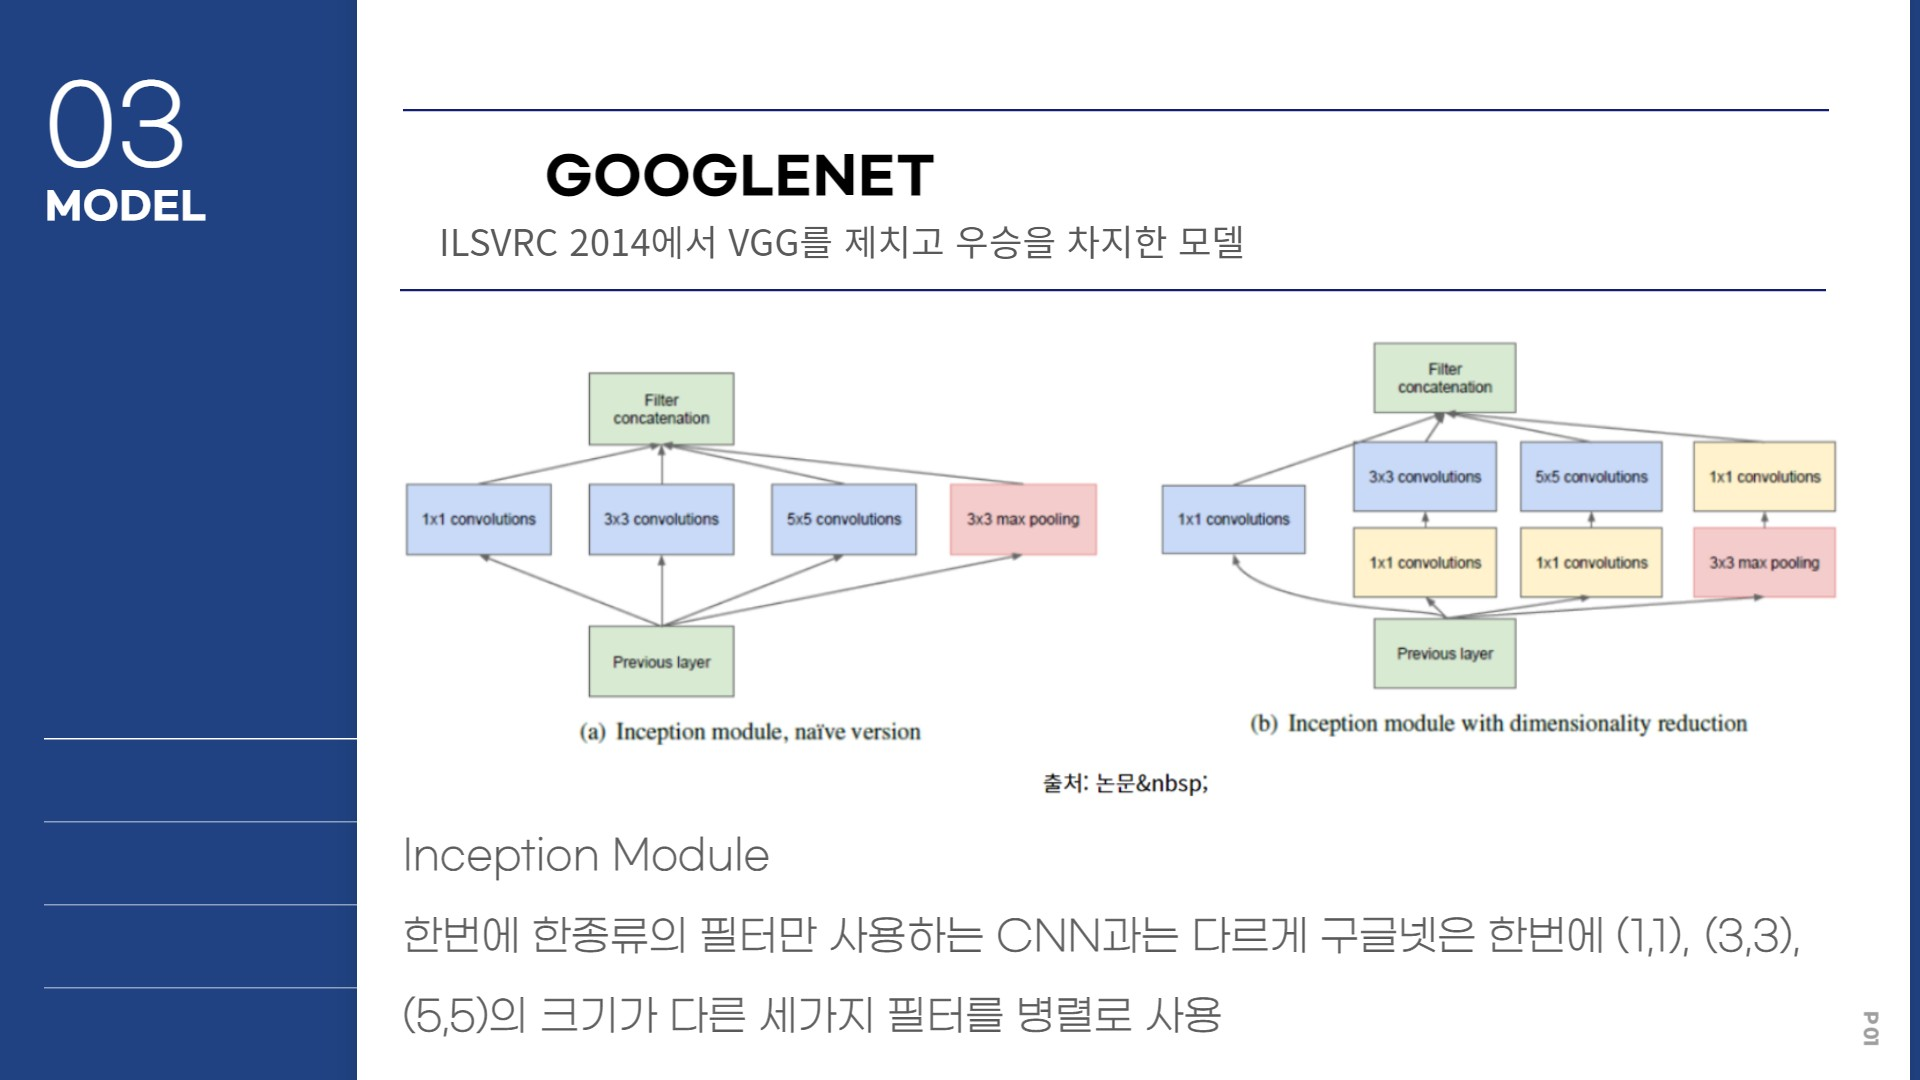 03
MODEL
GOOGLENET
ILSVRC 2014에서 VGG를 제치고 우승을 차지한 모델
Filter
concatenation
1x1 convolutions
3x3 convolutions
5x5 convolutions
3x3 max pooling
Previous layer
(a) Inception module, naïve version
Filter
concatenation
1x1 convolutions
3x3 convolutions
5x5 convolutions
1x1 convolutions
1x1 convolutions
1x1 convolutions
3x3 max pooling
Previous layer
(b) Inception module with dimensionality reduction
출처: 논문&amp;nbsp;
Inception Module
한번에 한종류의 필터만 사용하는 CNN과는 다르게 구글넷은 한번에 (1,1), (3,3),
(5,5)의 크기가 다른 세가지 필터를 병렬로 사용
P 01